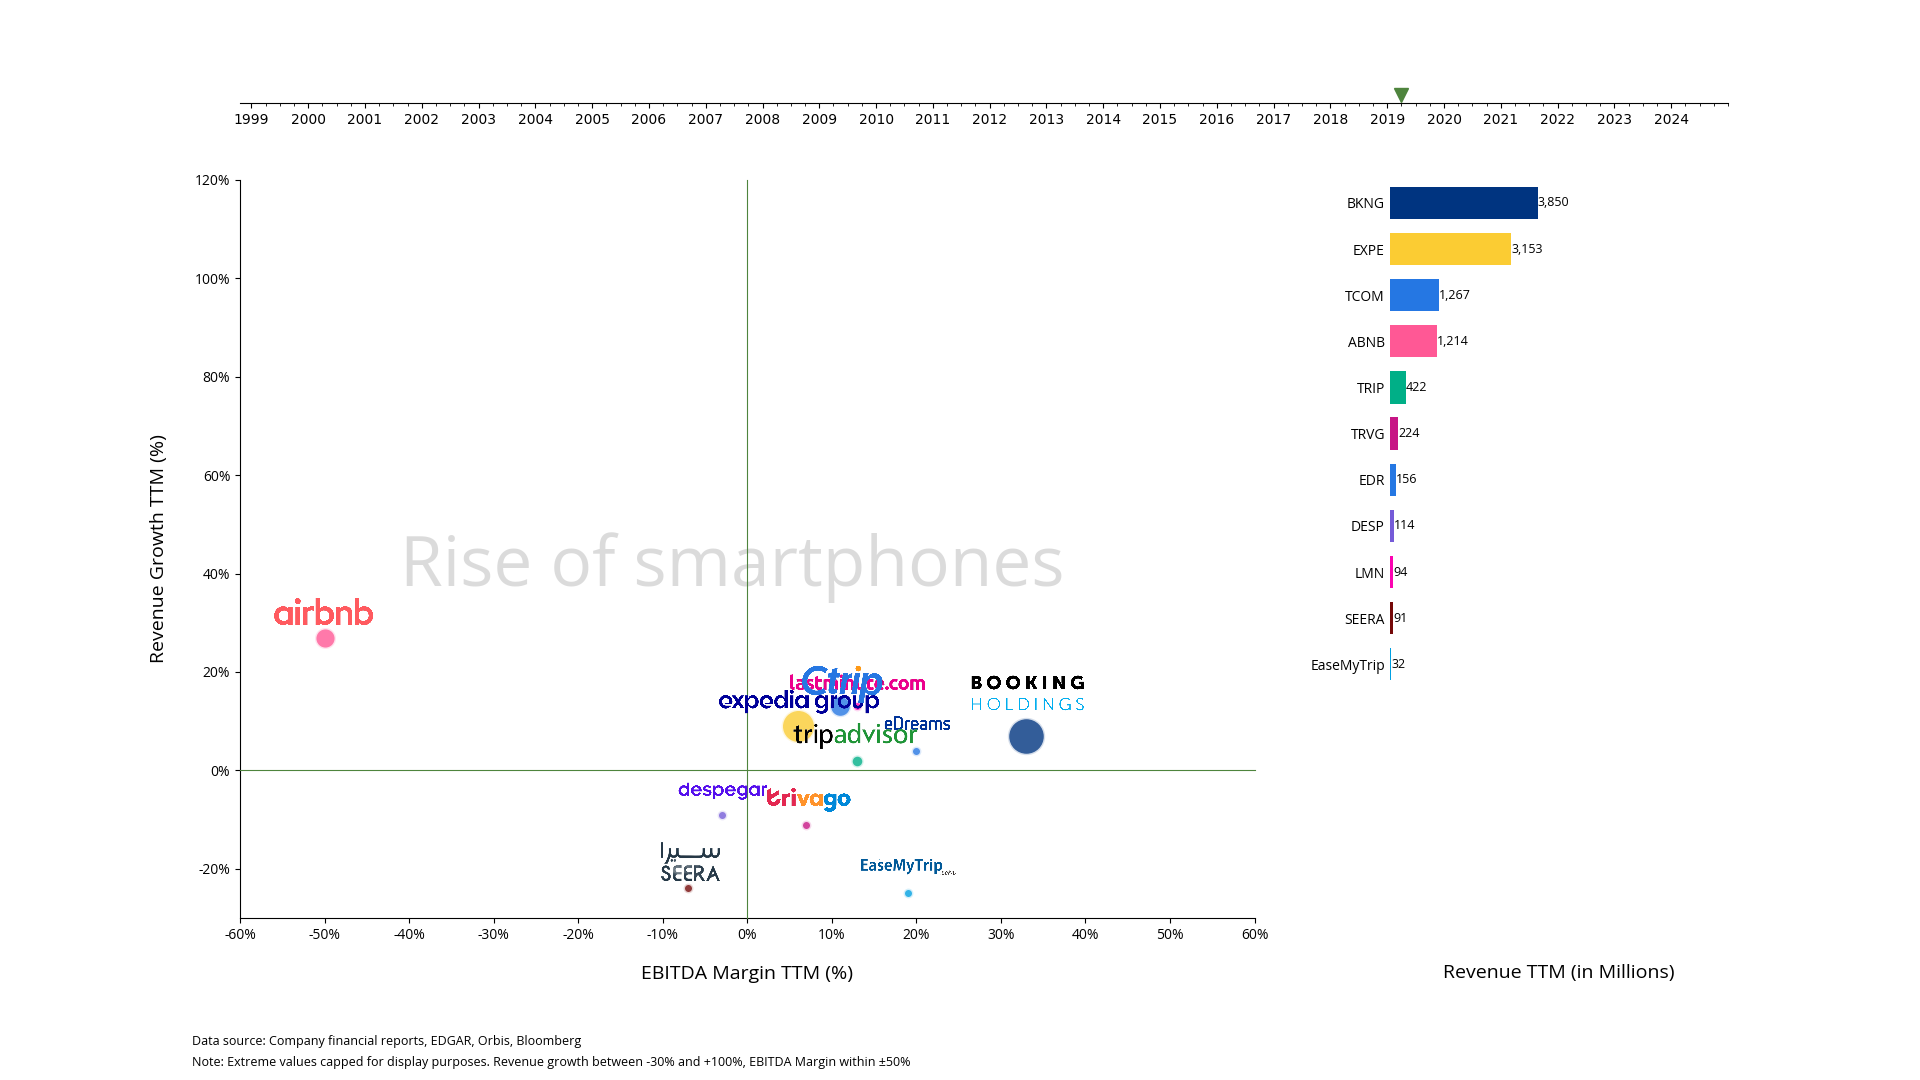 1999 2000 2001 2002 2003 2004 2005 2006 2007 2008 2009 2010 2011 2012 2013 2014 2015 2016 2017 2018 2019 2020 2021 2022 2023 2024
120%
100%
80%
60%
40%
20%
0%
-20%
Revenue Growth TTM (%)
Rise of smartphones
airbnb
Ctrip
lastminute.com
expedia group
BOOKING
HOLDINGS
eDreams
tripadvisor
despegar
trivago
سيرا
SEERA
EaseMyTrip.com
-60% -50% -40% -30% -20% -10% 0% 10% 20% 30% 40% 50% 60%
EBITDA Margin TTM (%)
BKNG 3,850
EXPE 3,153
TCOM 1,267
ABNB 1,214
TRIP 422
TRVG 224
EDR 156
DESP 114
LMN 94
SEERA 91
EaseMyTrip 32
Revenue TTM (in Millions)
Data source: Company financial reports, EDGAR, Orbis, Bloomberg
Note: Extreme values capped for display purposes. Revenue growth between -30% and +100%, EBITDA Margin within ±50%